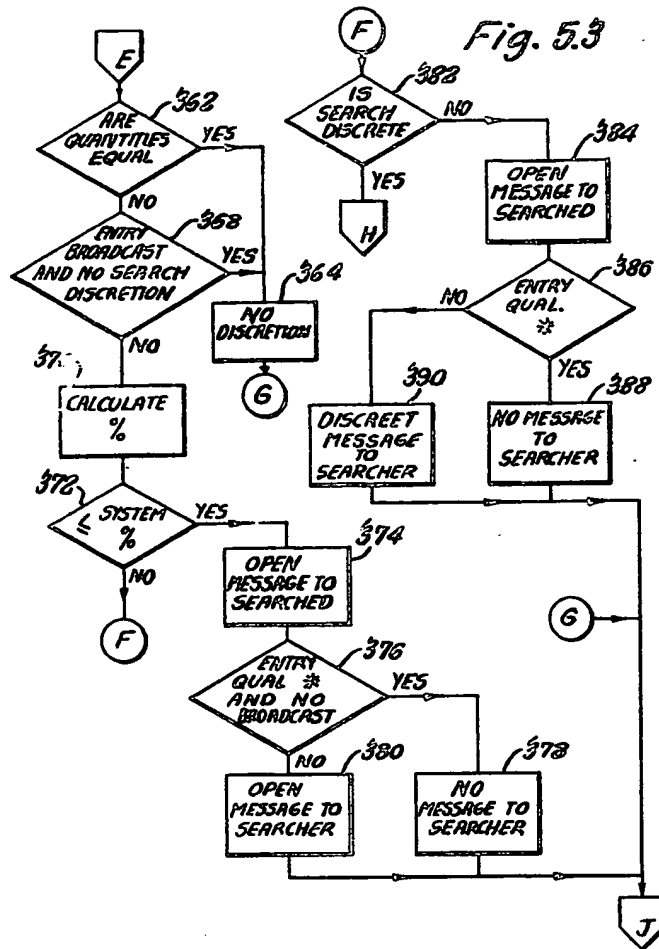 Fig. 5.3
E
362
ARE
QUANTITIES
EQUAL
YES
NO
368
ENTRY
BROADCAST
AND NO SEARCH
DISCRETION
YES
NO
364
NO
DISCRETION
G
CALCULATE
%
372
≤ SYSTEM
%
YES
NO
F
374
OPEN
MESSAGE TO
SEARCHED
376
ENTRY
QUAL *
AND NO
BROADCAST
YES
NO
380
OPEN
MESSAGE TO
SEARCHER
378
NO
MESSAGE TO
SEARCHER
F
382
IS
SEARCH
DISCRETE
NO
YES
H
384
OPEN
MESSAGE TO
SEARCHED
386
ENTRY
QUAL.
*
NO
YES
390
DISCREET
MESSAGE
TO
SEARCHER
388
NO MESSAGE
TO
SEARCHER
G
J